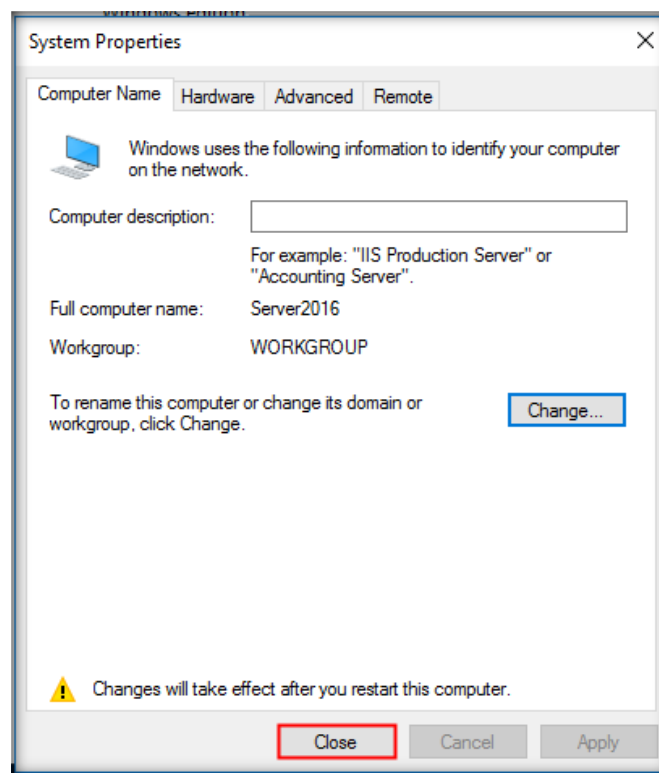 Windows edition
System Properties
Computer Name Hardware Advanced Remote
Windows uses the following information to identify your computer
on the network.
Computer description:
For example: "IIS Production Server" or
"Accounting Server".
Full computer name: Server2016
Workgroup: WORKGROUP
To rename this computer or change its domain or
workgroup, click Change.
Change...
Changes will take effect after you restart this computer.
Close Cancel Apply